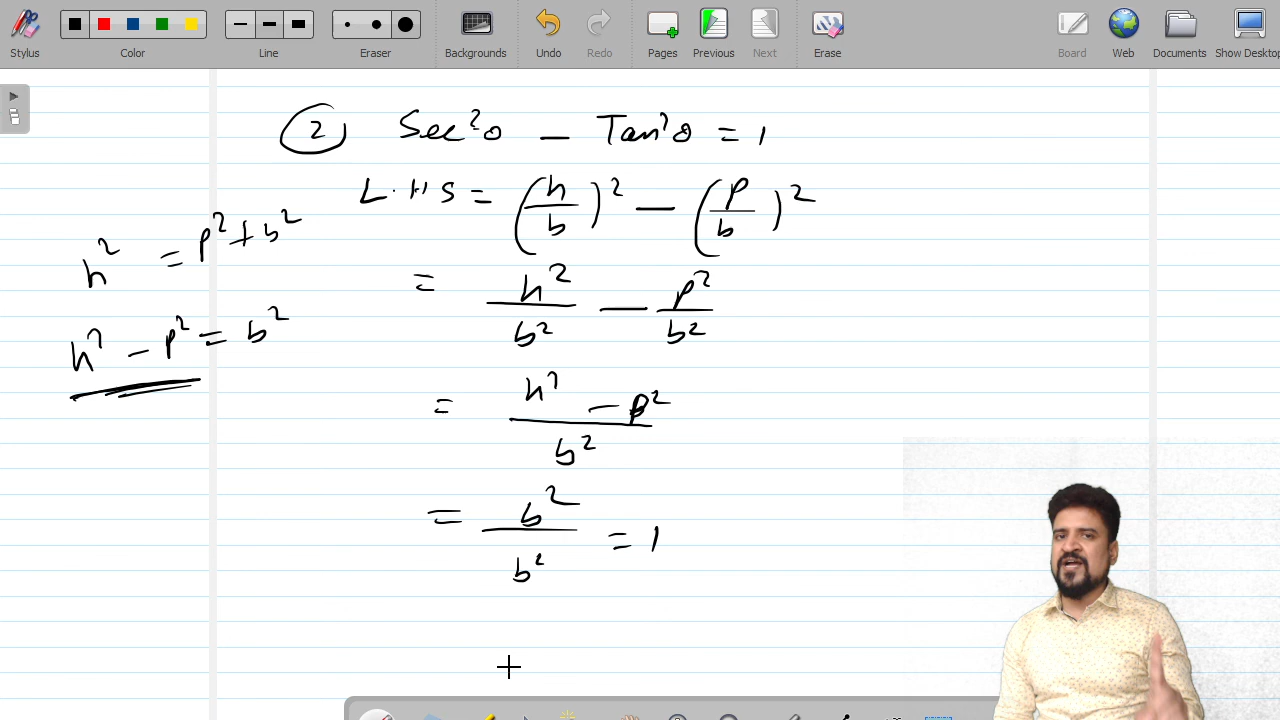 Stylus Color Line Eraser Backgrounds Undo Redo Pages Previous Next Erase Board Web Documents Show Deskto
2 Sec²θ − Tan²θ = 1
L.H.S = (h/b)² − (p/b)²
h² = p² + b²
= h²/b² − p²/b²
h² − p² = b²
= h² − p²/b²
= b²/b² = 1